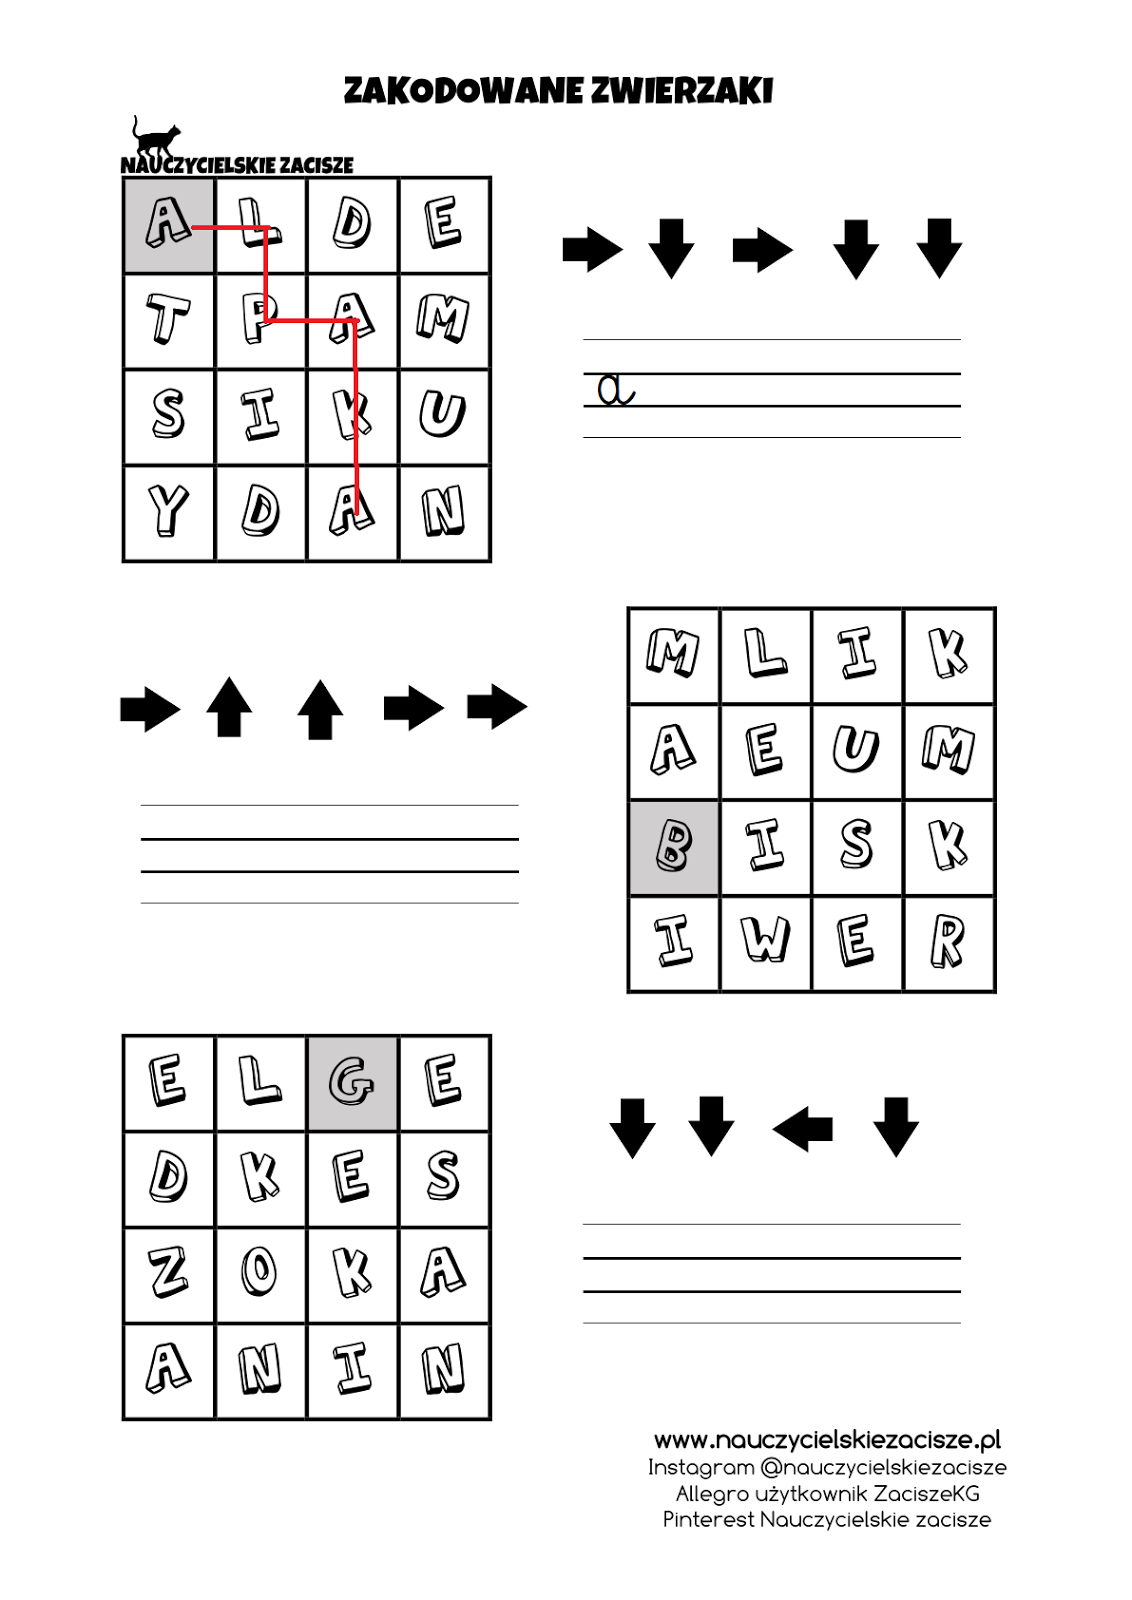 ZAKODOWANE ZWIERZAKI
NAUCZYCIELSKIE ZACISZE
A L D E
T P A M
S I K U
Y D A N
a
M L I K
A E U M
B I S K
I W E R
E L G E
D K E S
Z O K A
A N I N
www.nauczycielskiezacisze.pl
Instagram @nauczycielskiezacisze
Allegro użytkownik ZaciszeKG
Pinterest Nauczycielskie zacisze